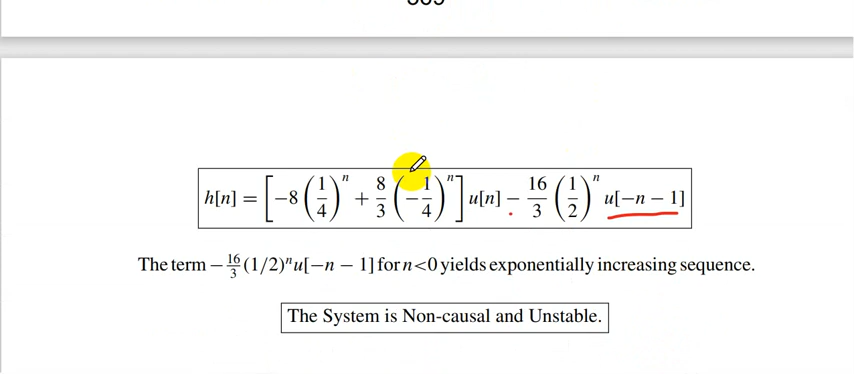 h[n] = [−8 (1/4)^n + 8/3 (−1/4)^n] u[n] − 16/3 (1/2)^n u[−n − 1]
The term − 16/3 (1/2)^n u[−n − 1] for n<0 yields exponentially increasing sequence.
The System is Non-causal and Unstable.